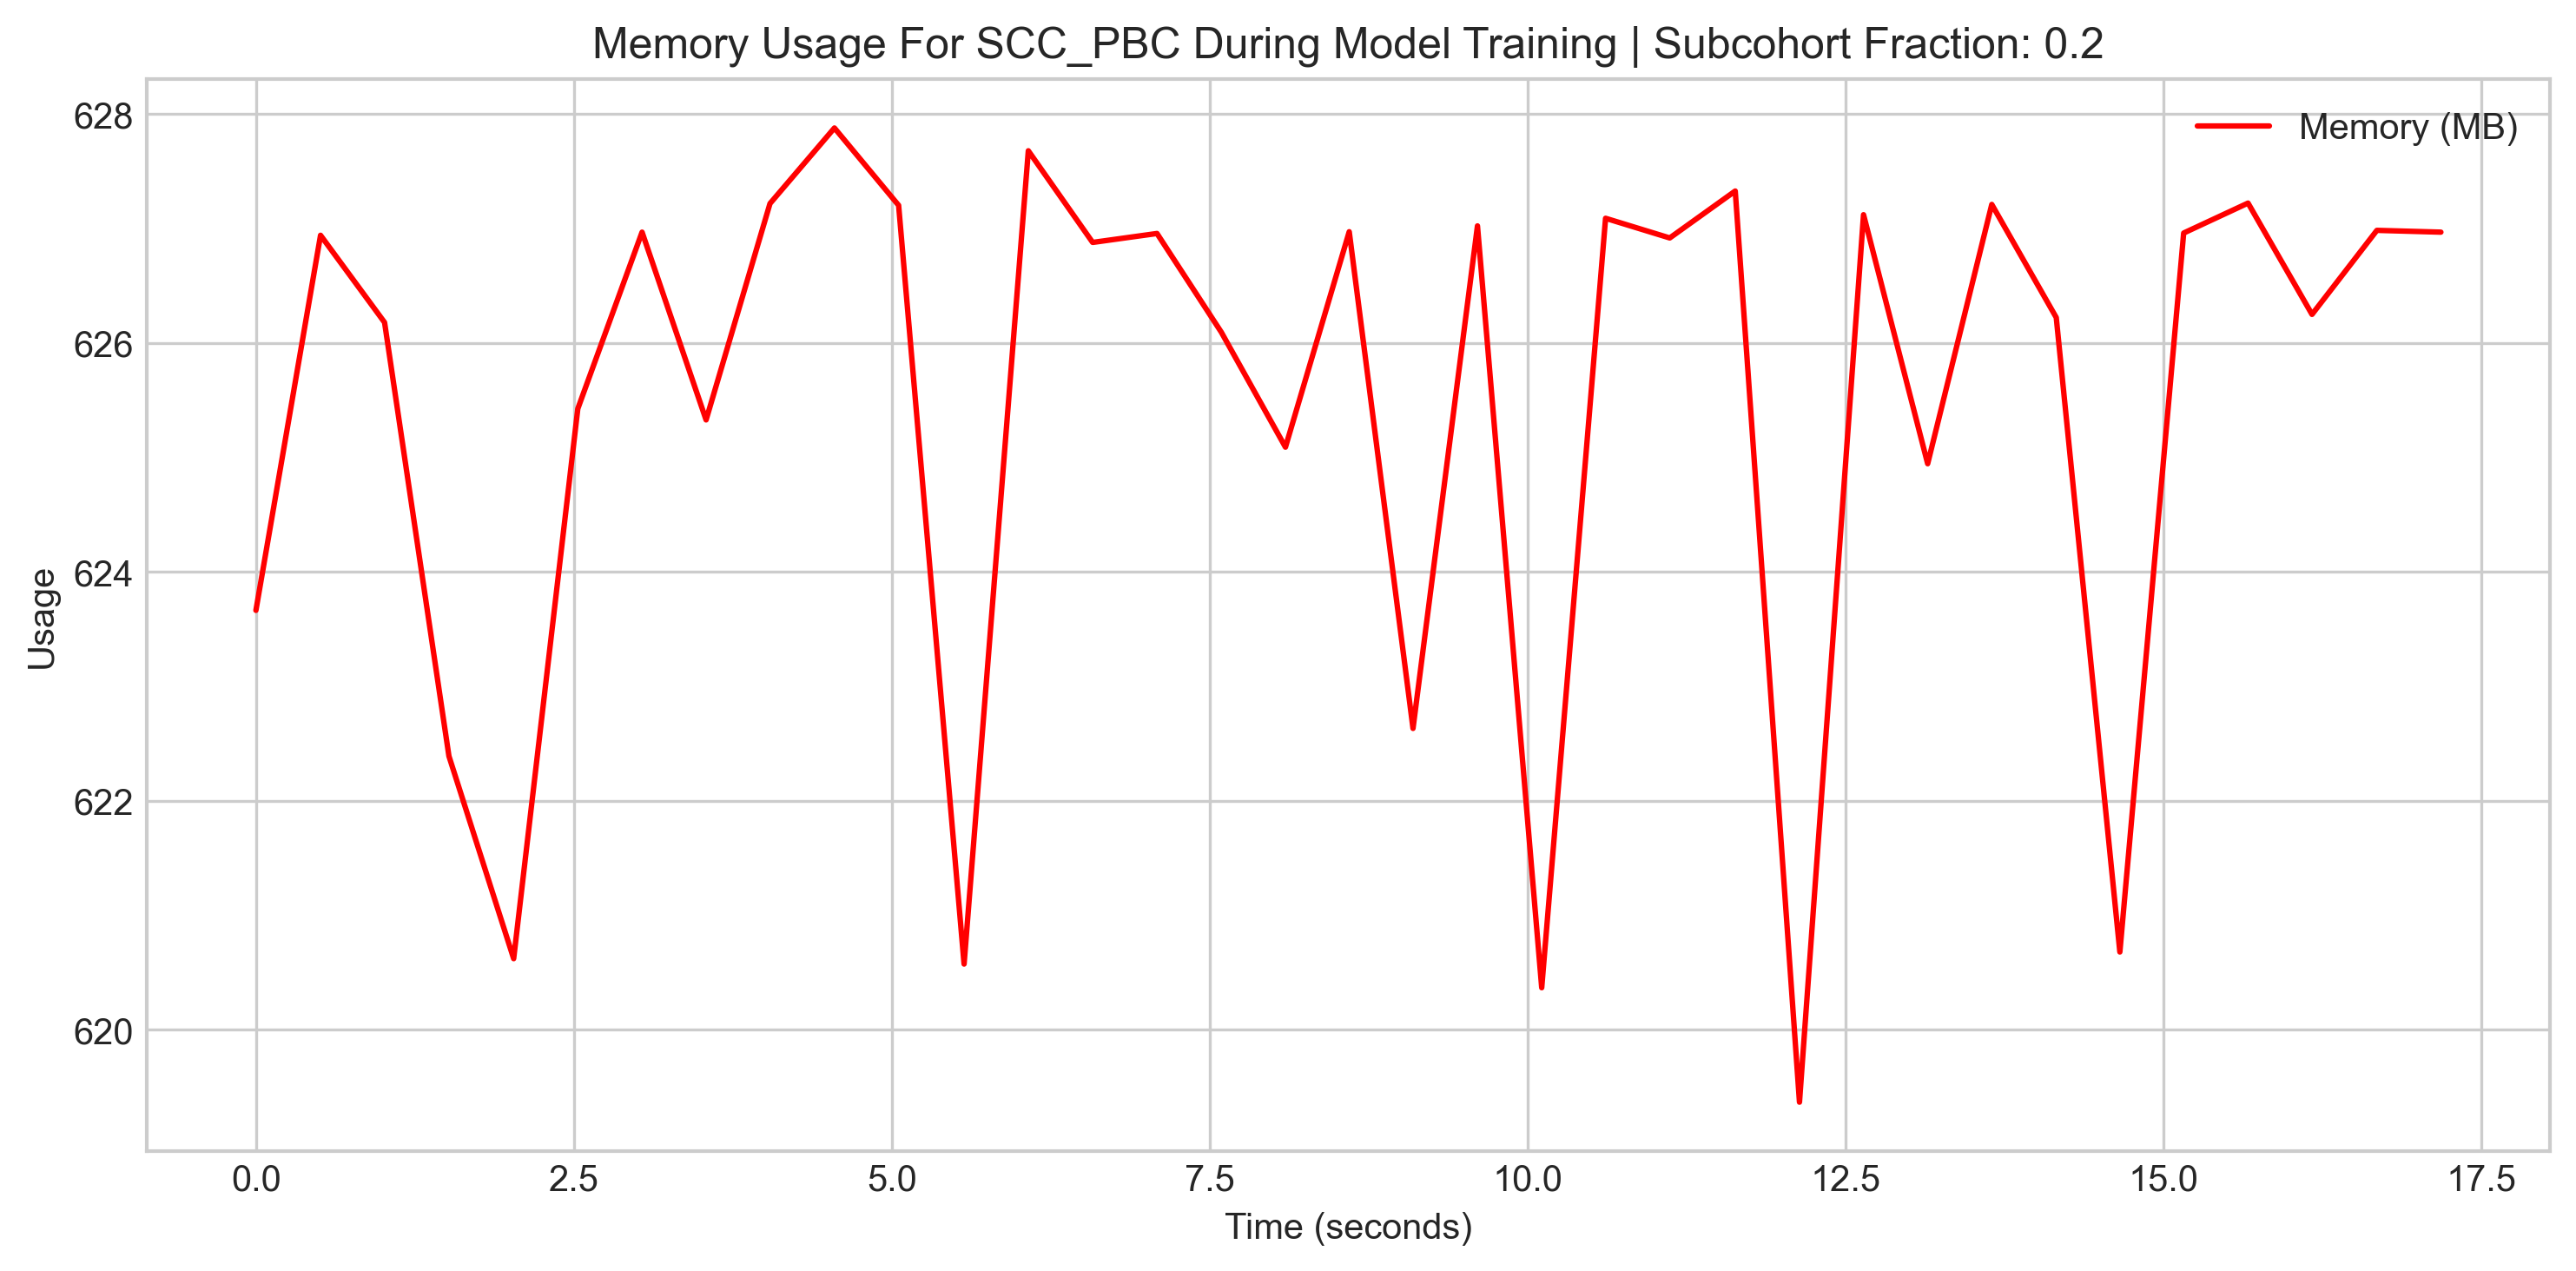 Memory Usage For SCC_PBC During Model Training | Subcohort Fraction: 0.2
Memory (MB)
628
626
624
622
620
Usage
0.0 2.5 5.0 7.5 10.0 12.5 15.0 17.5
Time (seconds)